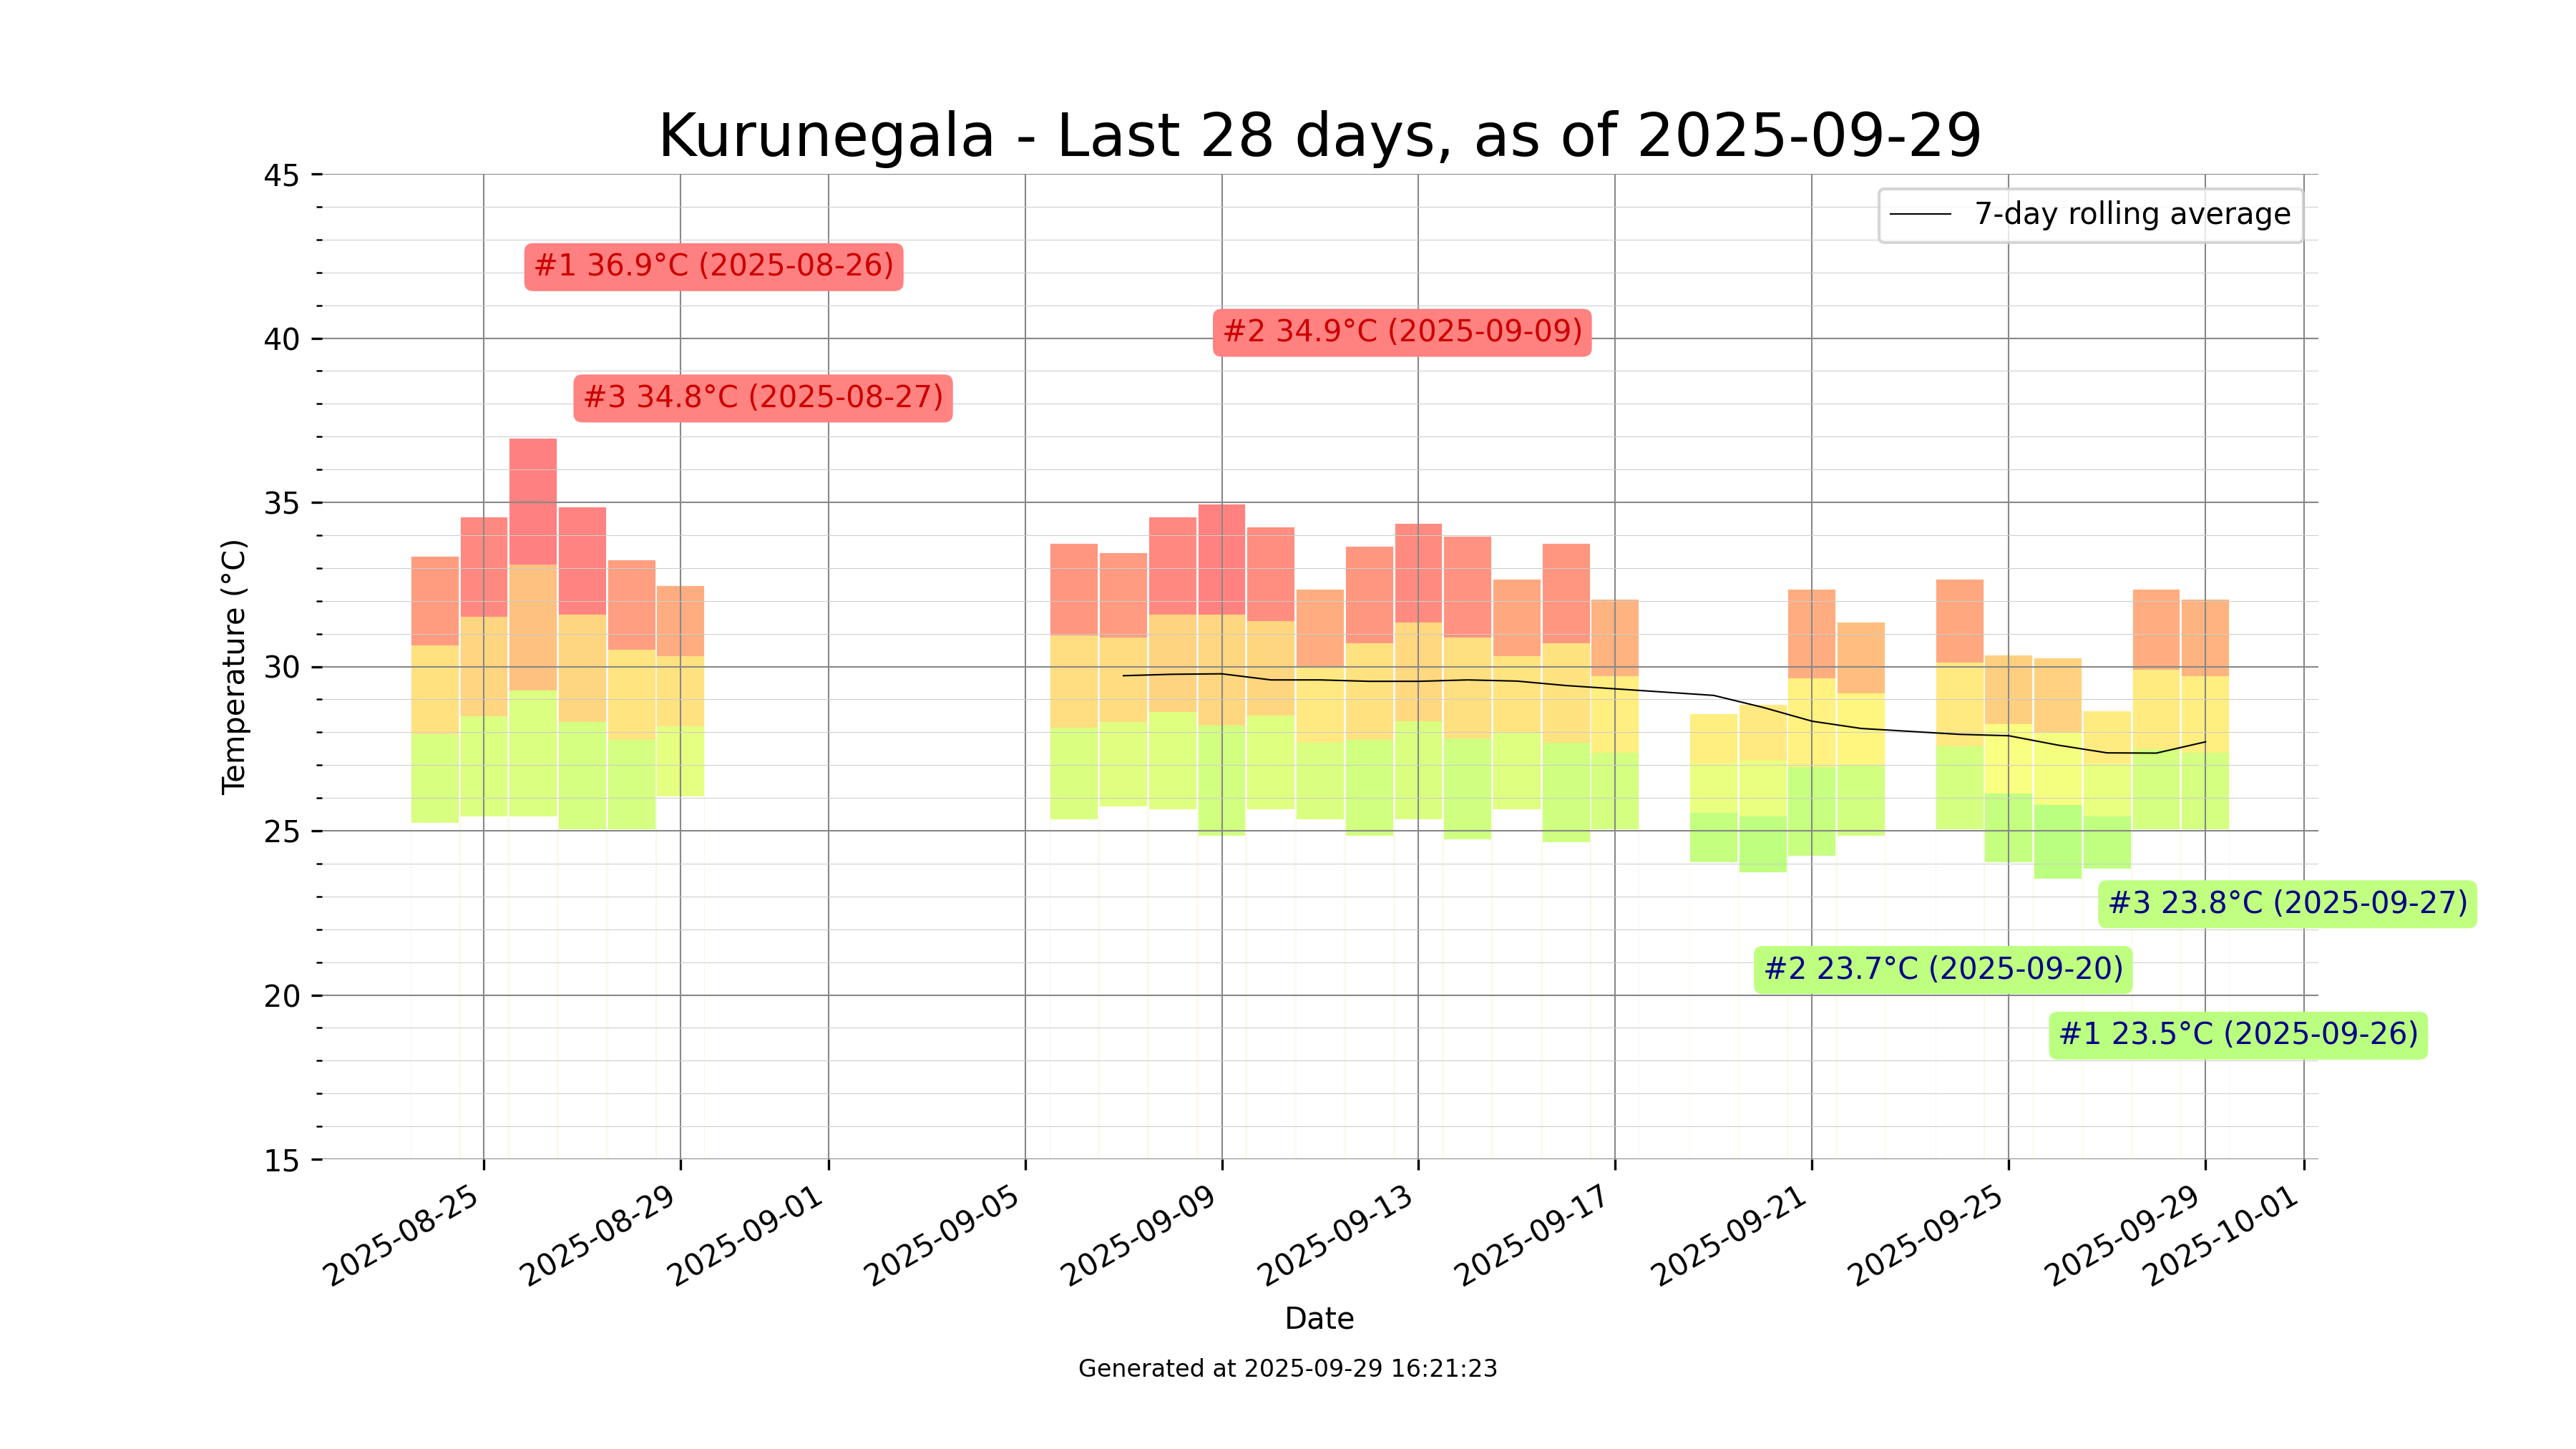 Kurunegala - Last 28 days, as of 2025-09-29
45
7-day rolling average
#1 36.9°C (2025-08-26)
#2 34.9°C (2025-09-09)
40
#3 34.8°C (2025-08-27)
35
Temperature (°C)
30
25
#3 23.8°C (2025-09-27)
#2 23.7°C (2025-09-20)
20
#1 23.5°C (2025-09-26)
15
2025-08-25
2025-08-29
2025-09-01
2025-09-05
2025-09-09
2025-09-13
2025-09-17
2025-09-21
2025-09-25
2025-09-29
2025-10-01
Date
Generated at 2025-09-29 16:21:23